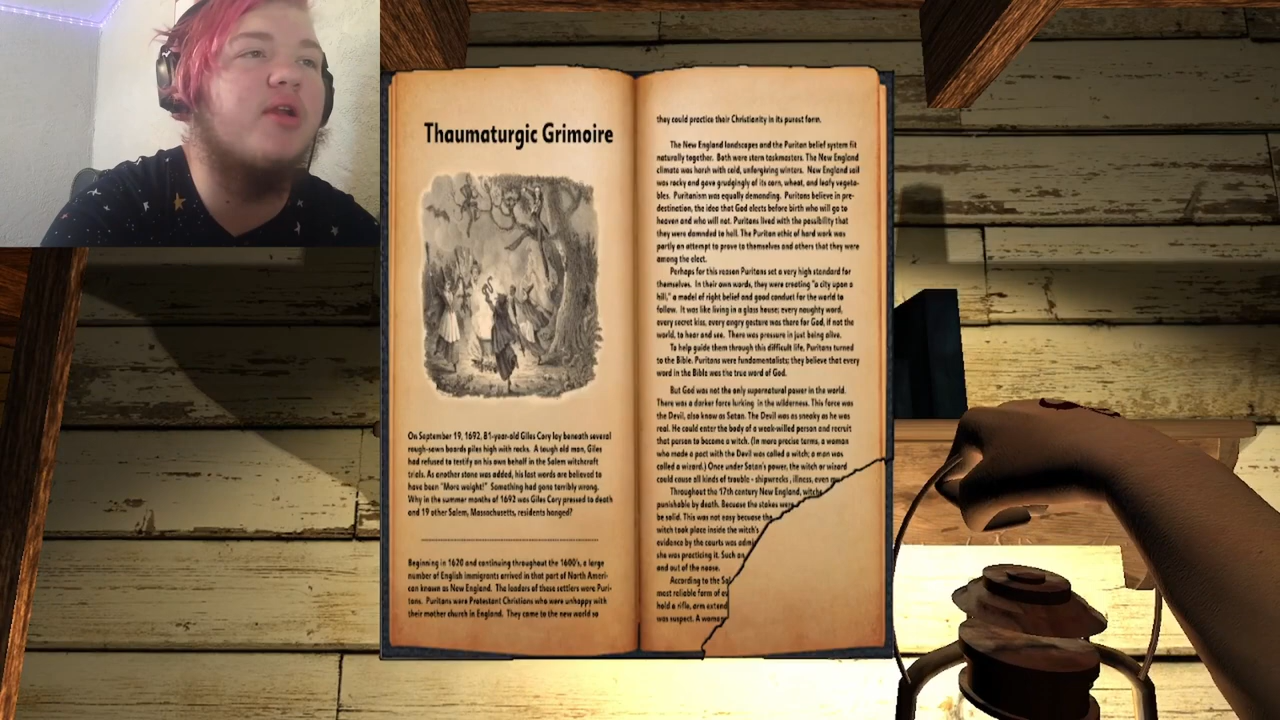 Thaumaturgic Grimoire
On September 19, 1692, 81-year-old Giles Cory lay beneath several
rough-sewn boards piles high with rocks. A tough old man, Giles
had refused to testify on his own behalf in the Salem witchcraft
trials. As another stone was added, his last words are believed to
have been "More weight!" Something had gone terribly wrong.
Why in the summer months of 1692 was Giles Cory pressed to death
and 19 other Salem, Massachusetts, residents hanged?
Beginning in 1620 and continuing throughout the 1600's, a large
number of English immigrants arrived in that part of North Ameri-
can known as New England. The leaders of these settlers were Puri-
tans. Puritans were Protestant Christians who were unhappy with
their mother church in England. They came to the new world so
they could practice their Christianity in its purest form.
The New England landscapes and the Puritan belief system fit
naturally together. Both were stern taskmasters. The New England
climate was harsh with cold, unforgiving winters. New England soil
was rocky and gave grudgingly of its corn, wheat, and leafy vegeta-
bles. Puritanism was equally demanding. Puritans believe in pre-
destination, the idea that God elects before birth who will go to
heaven and who will not. Puritans lived with the possibility that
they were damnded to hell. The Puritan ethic of hard work was
partly an attempt to prove to themselves and others that they were
among the elect.
Perhaps for this reason Puritans set a very high standard for
themselves. In their own words, they were creating "a city upon a
hill," a model of right belief and good conduct for the world to
follow. It was like living in a glass house; every naughty word,
every secret kiss, every angry gesture was there for God, if not the
world, to hear and see. There was pressure in just being alive.
To help guide them through this difficult life, Puritans turned
to the Bible. Puritans were fundamentalists; they believe that every
word in the Bible was the true word of God.
But God was not the only supernatural power in the world.
There was a darker force lurking in the wilderness. This force was
the Devil, also know as Satan. The Devil was as sneaky as he was
real. He could enter the body of a weak-willed person and recruit
that person to become a witch. (In more precise terms, a woman
who made a pact with the Devil was called a witch; a man was
called a wizard.) Once under Satan's power, the witch or wizard
could cause all kinds of trouble - shipwrecks, illness, even
Throughout the 17th century New England, witchc
punishable by death. Because the stakes were
be solid. This was not easy because the
witch took place inside the witch's
evidence by the courts was admi
she was practicing it. Such an
and out of the noose.
According to the Sal
most reliable form of ev
hold a rifle, arm extend
was suspect. A woman